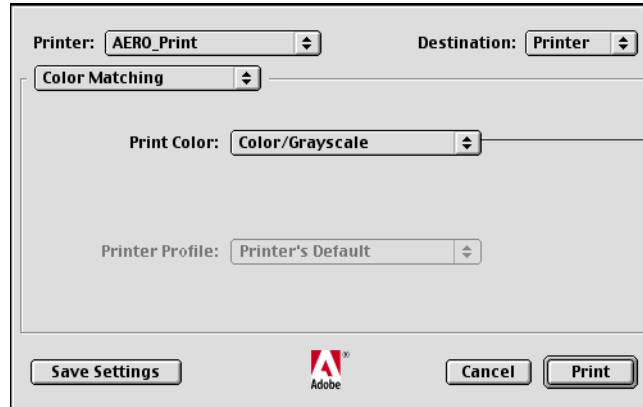 Printer: AERO_Print Destination: Printer
Color Matching
Print Color: Color/Grayscale
Printer Profile: Printer's Default
Save Settings Adobe® Cancel Print